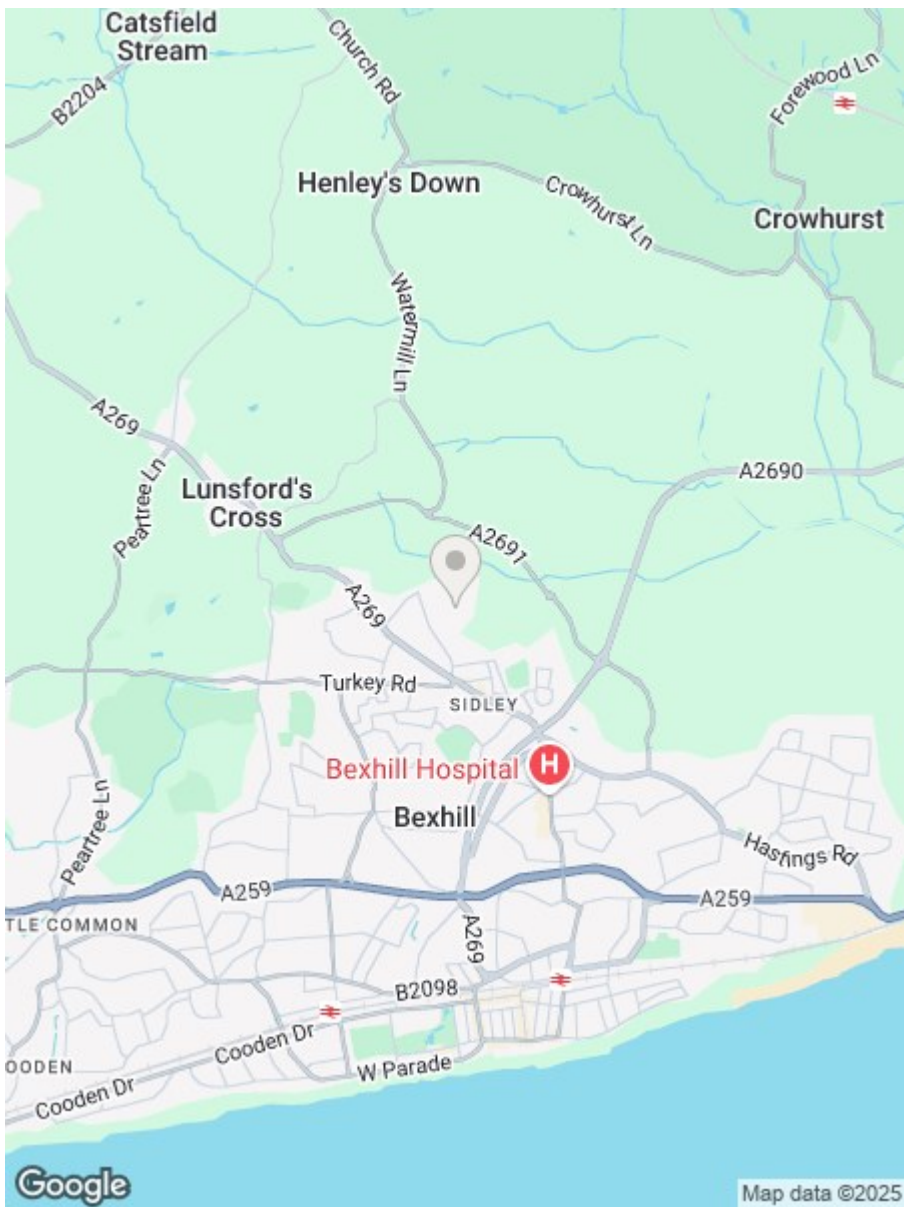 Catsfield
Stream
B2204
Church Rd
Forewood Ln
Henley's Down
Crowhurst Ln
Crowhurst
Watermill Ln
A269
Peartree Ln
Lunsford's
Cross
A2690
A2691
A269
Turkey Rd
SIDLEY
Bexhill Hospital
H
Bexhill
Peartree Ln
Hastings Rd
A259
A259
TLE COMMON
A269
B2098
Cooden Dr
OODEN
W Parade
Cooden Dr
Google
Map data ©2025